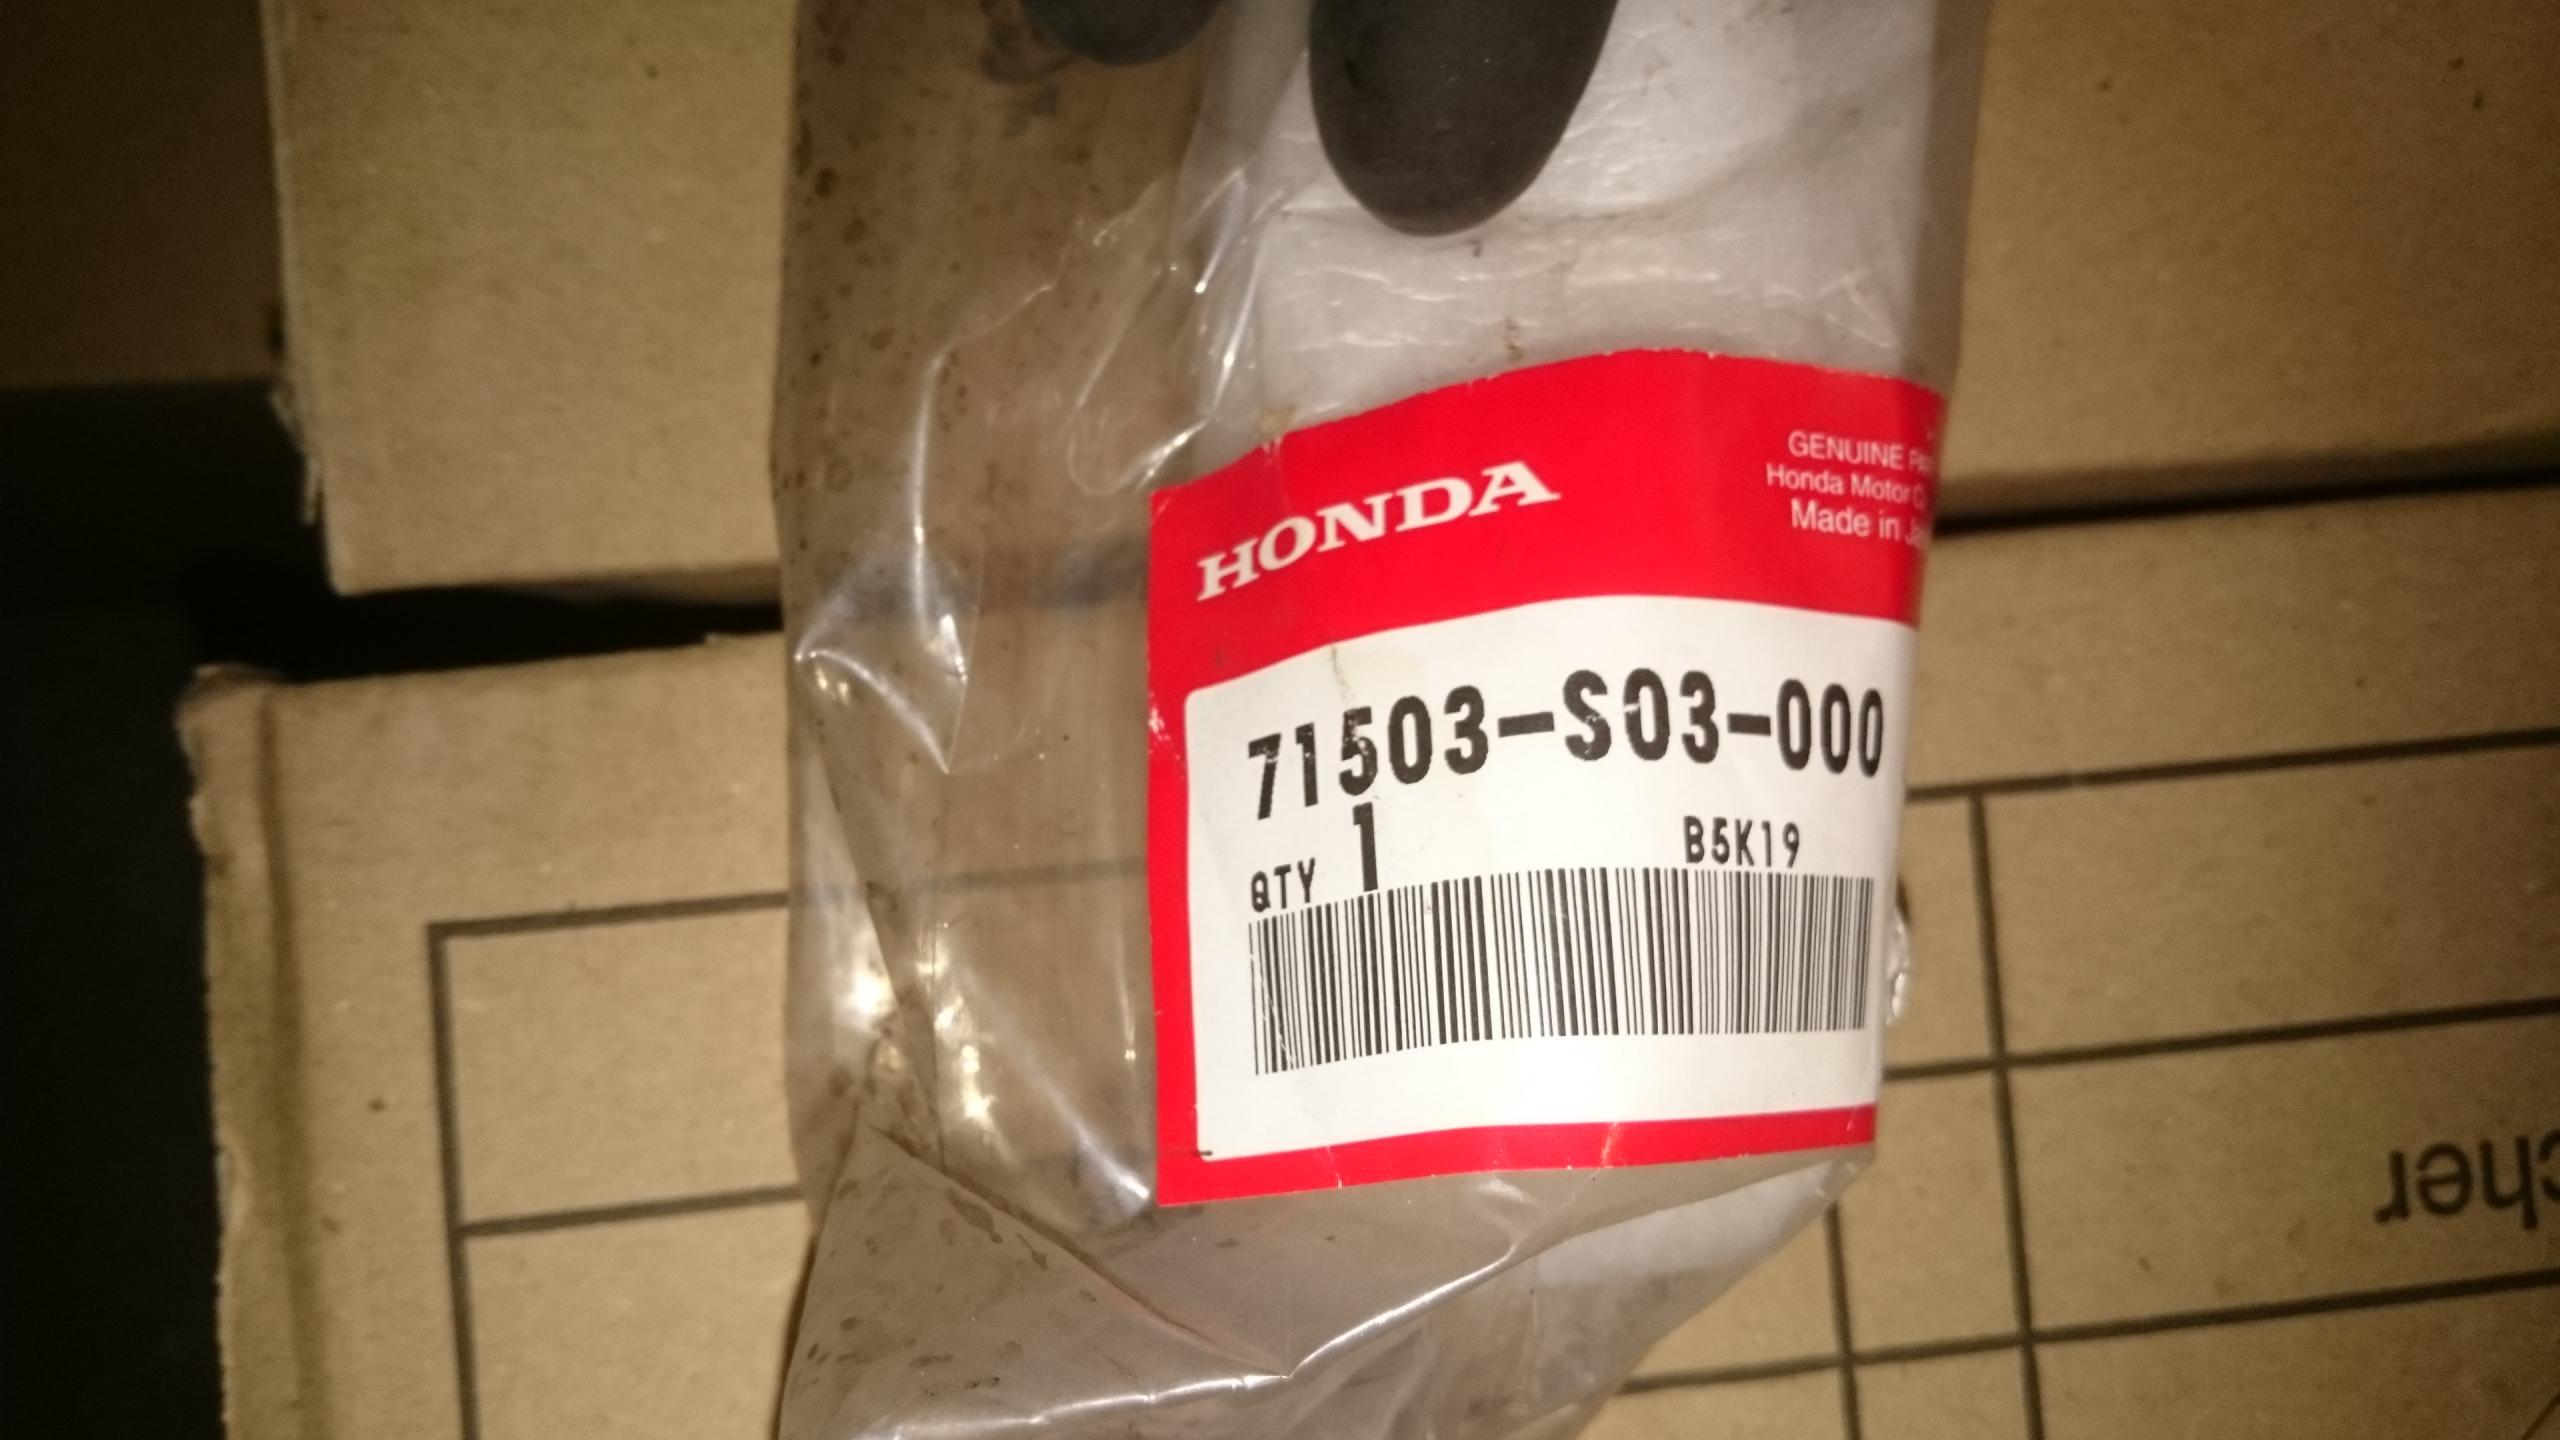 HONDA
GENUINE
Honda Motor
Made in
71503-S03-000
QTY 1
B5K19